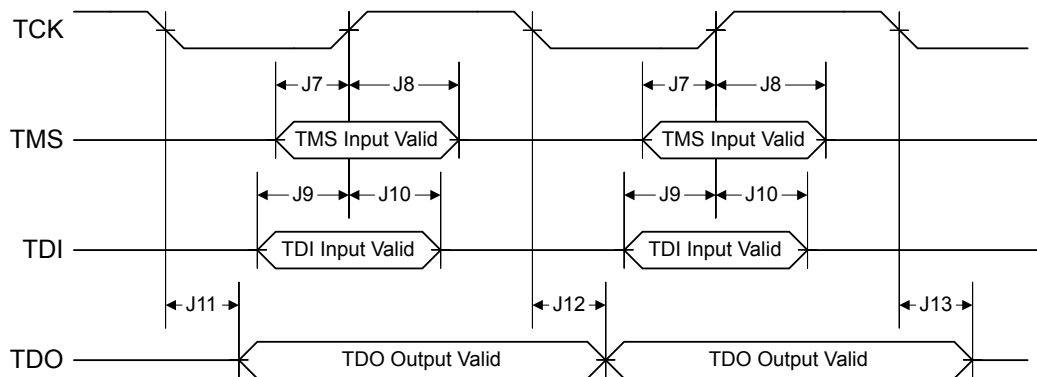 TCK
J7 J8 J7 J8
TMS TMS Input Valid TMS Input Valid
J9 J10 J9 J10
TDI TDI Input Valid TDI Input Valid
J11 J12 J13
TDO TDO Output Valid TDO Output Valid